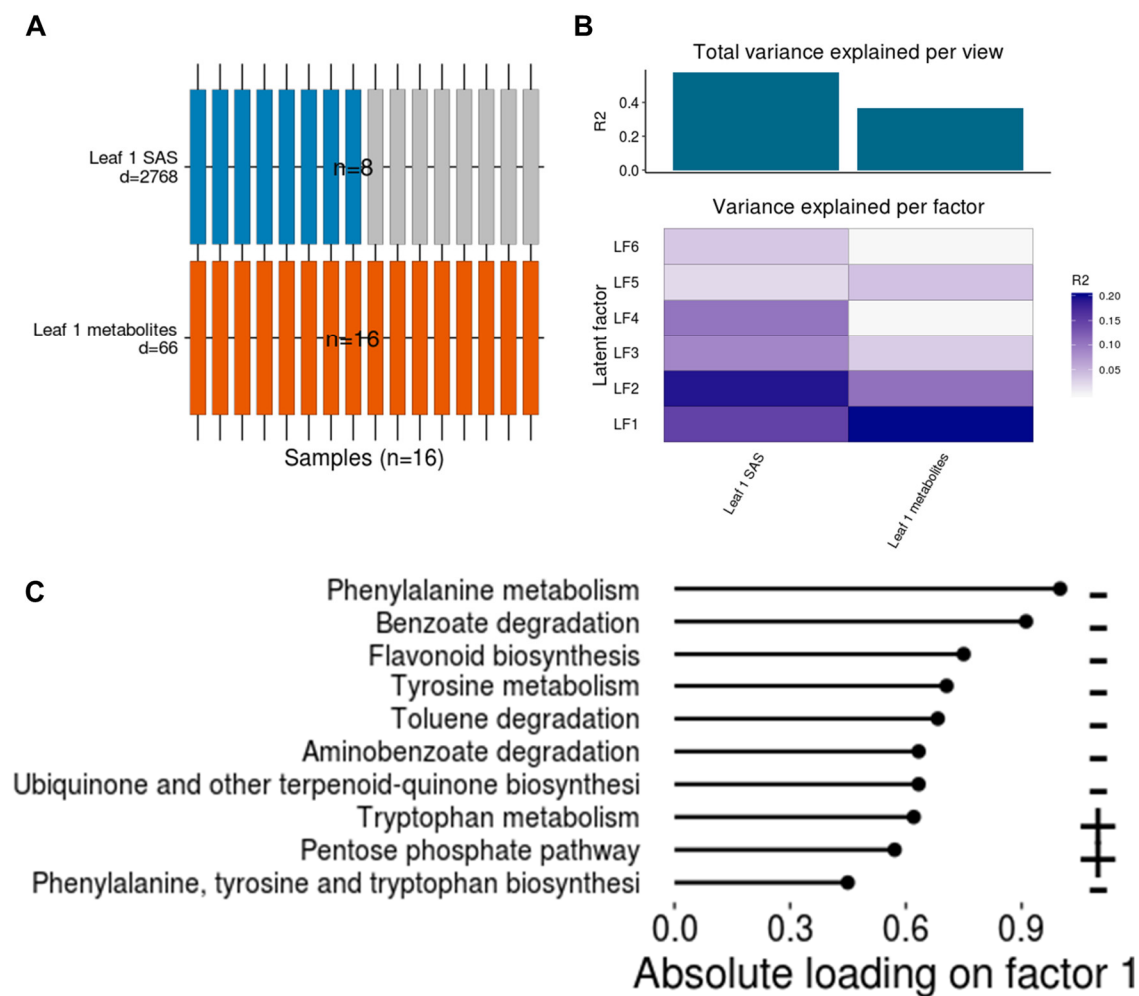 A
Leaf 1 SAS
d=2768
n=8
Leaf 1 metabolites
d=66
n=16
Samples (n=16)
B
Total variance explained per view
R2
0.4
0.2
0.0
Variance explained per factor
Latent factor
LF6
LF5
LF4
LF3
LF2
LF1
Leaf 1 SAS
Leaf 1 metabolites
R2
0.20
0.15
0.10
0.05
C
Phenylalanine metabolism -
Benzoate degradation -
Flavonoid biosynthesis -
Tyrosine metabolism -
Toluene degradation -
Aminobenzoate degradation -
Ubiquinone and other terpenoid-quinone biosynthesi -
Tryptophan metabolism +
Pentose phosphate pathway +
Phenylalanine, tyrosine and tryptophan biosynthesi -
0.0 0.3 0.6 0.9
Absolute loading on factor 1